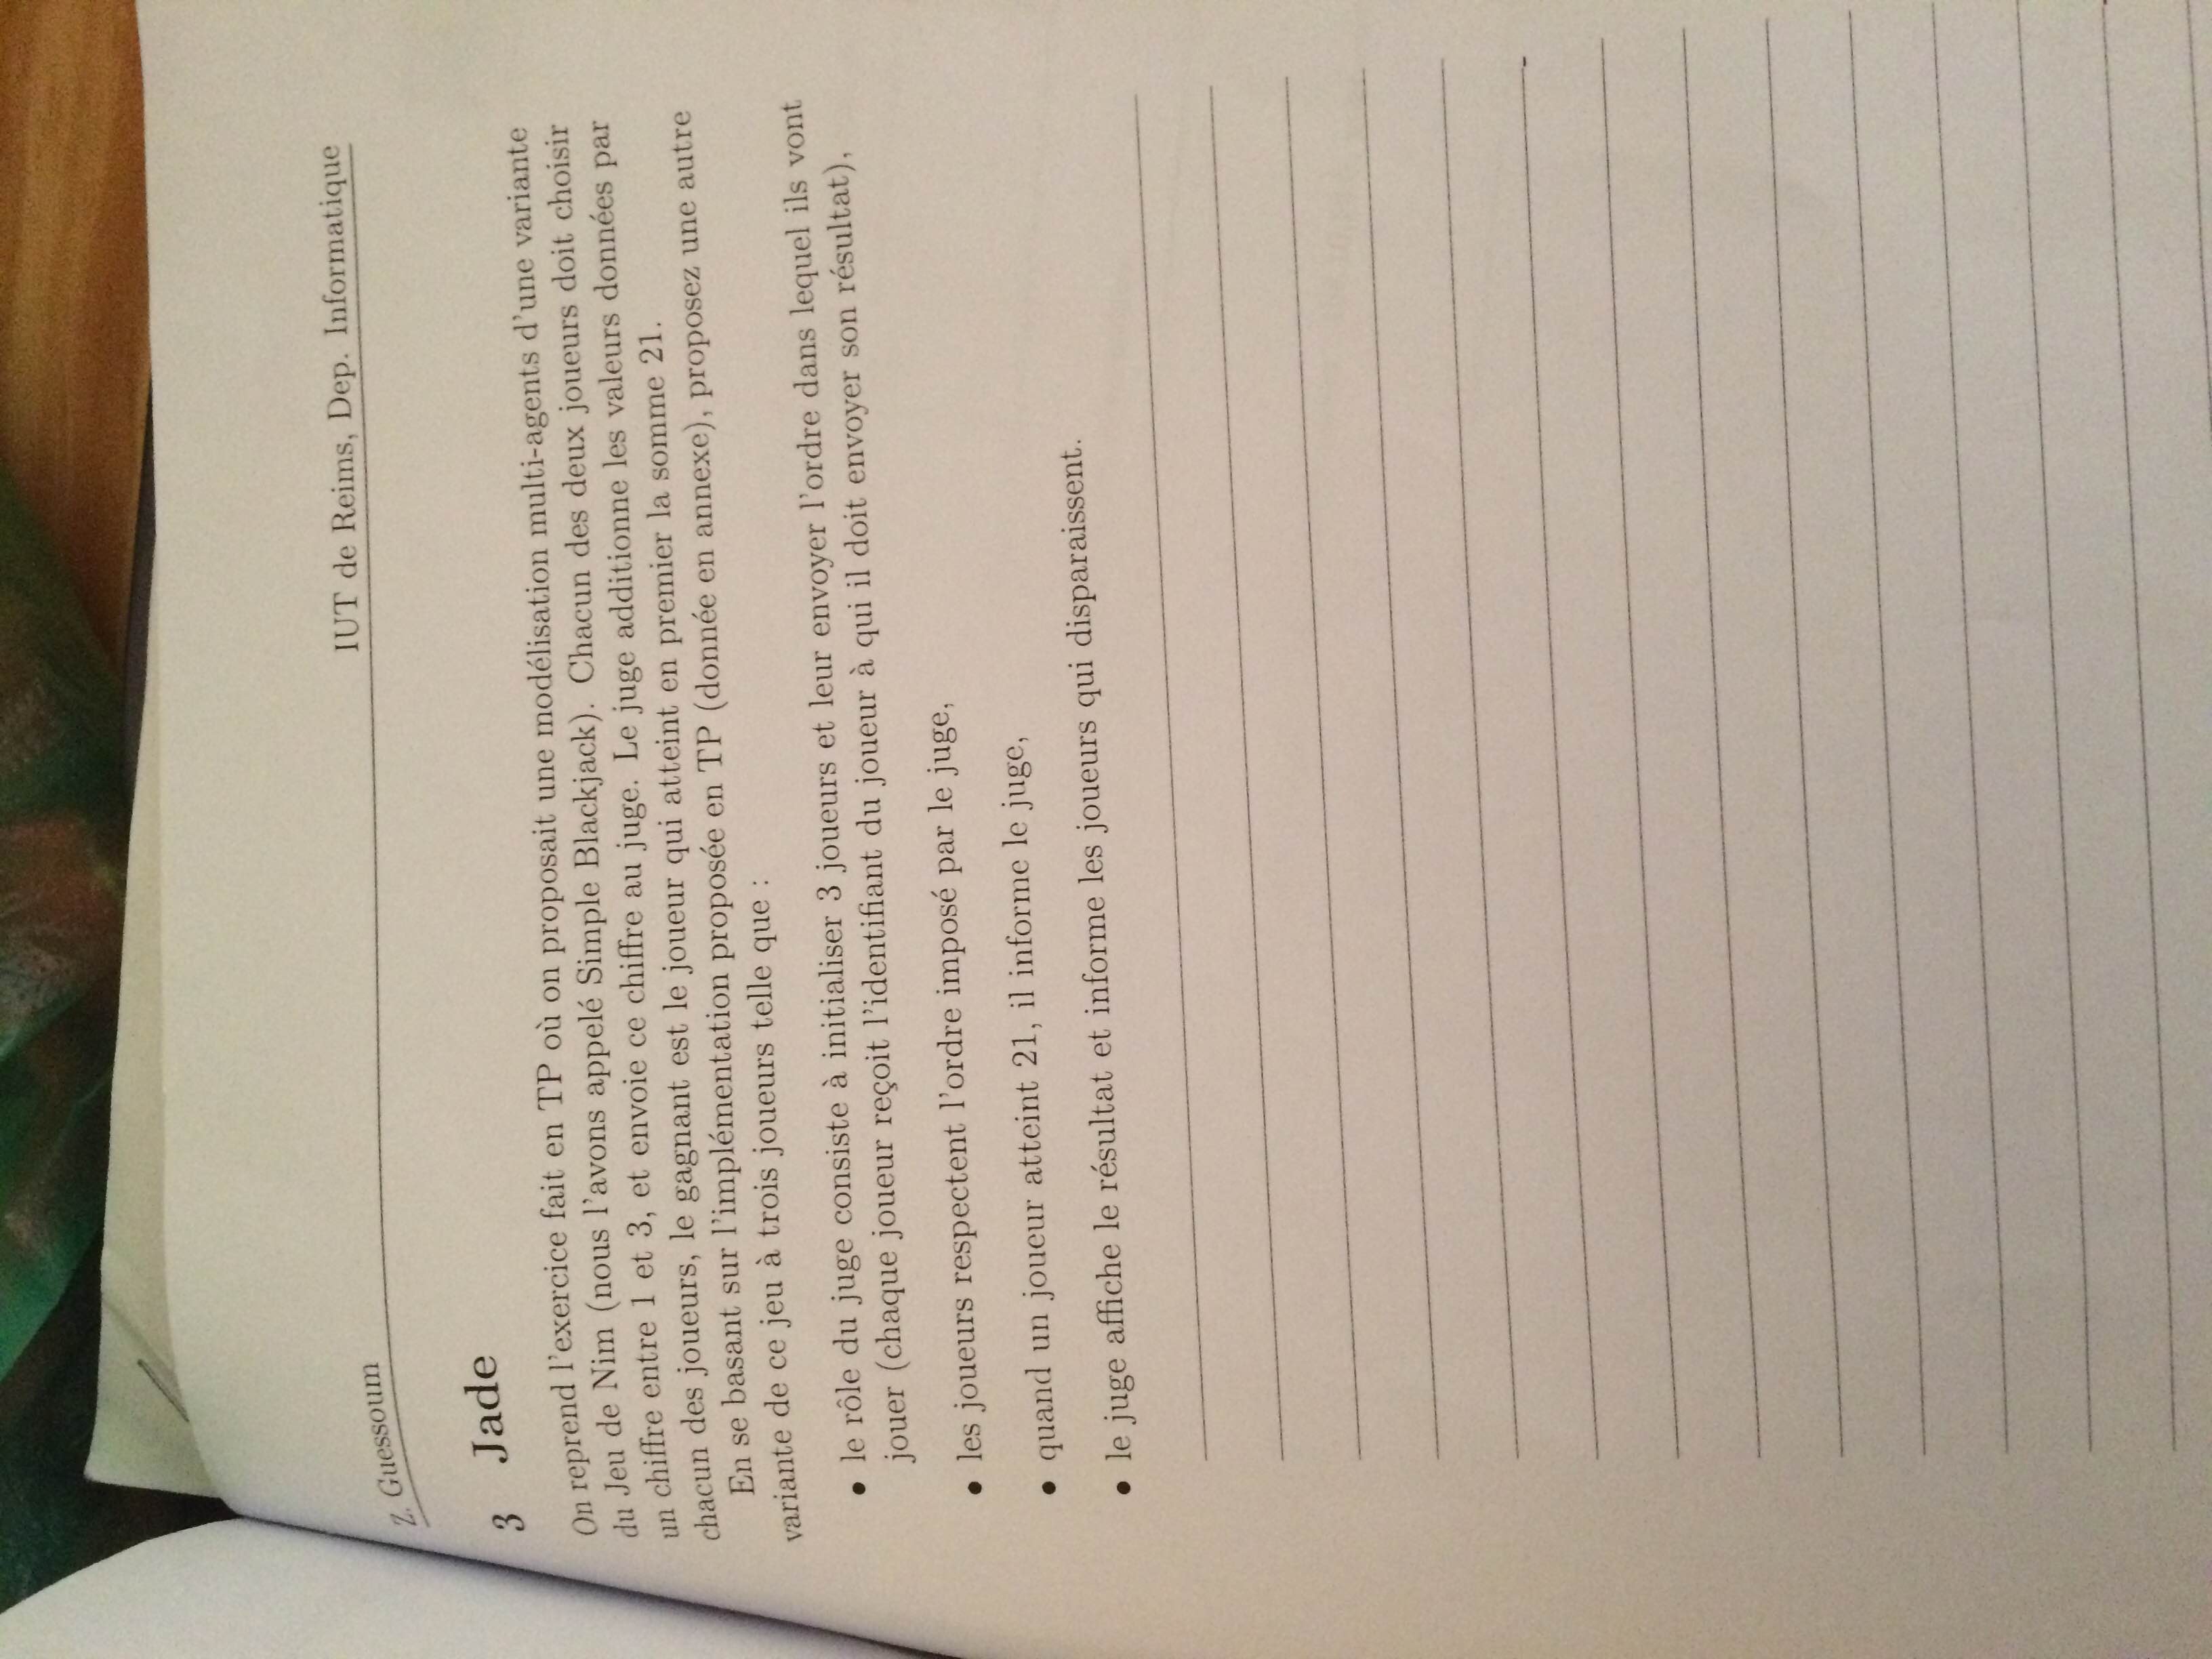 Z. Guessoum
IUT de Reims, Dep. Informatique
3 Jade
On reprend l'exercice fait en TP où on proposait une modélisation multi-agents d'une variante
du Jeu de Nim (nous l'avons appelé Simple Blackjack). Chacun des deux joueurs doit choisir
un chiffre entre 1 et 3, et envoie ce chiffre au juge. Le juge additionne les valeurs données par
chacun des joueurs, le gagnant est le joueur qui atteint en premier la somme 21.
En se basant sur l'implémentation proposée en TP (donnée en annexe), proposez une autre
variante de ce jeu à trois joueurs telle que :
• le rôle du juge consiste à initialiser 3 joueurs et leur envoyer l'ordre dans lequel ils vont
jouer (chaque joueur reçoit l'identifiant du joueur à qui il doit envoyer son résultat),
• les joueurs respectent l'ordre imposé par le juge,
• quand un joueur atteint 21, il informe le juge,
• le juge affiche le résultat et informe les joueurs qui disparaissent.